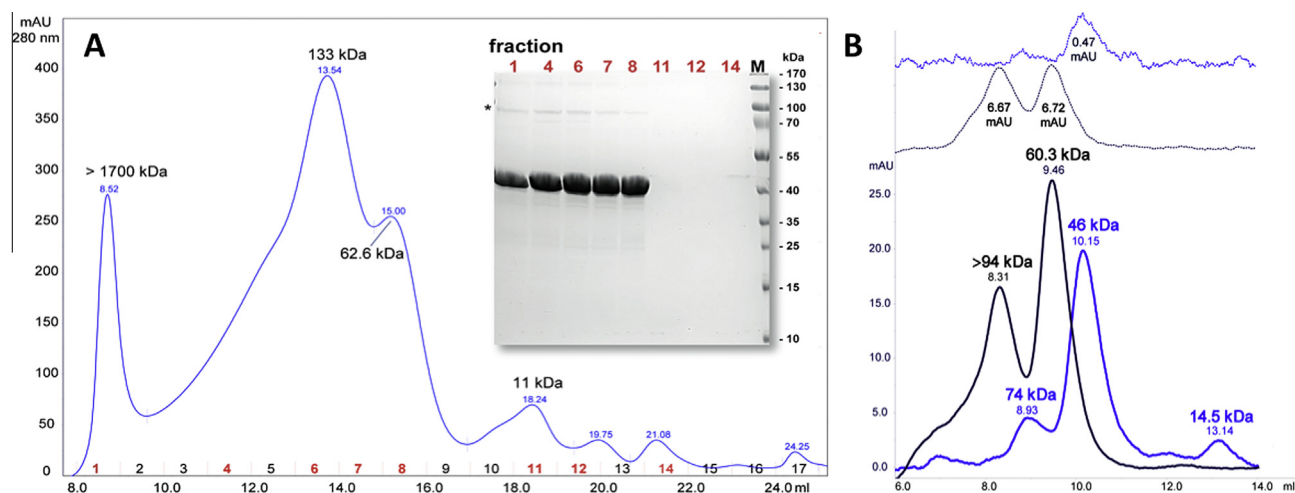 mAU
280 nm
A
B
400
350
300
250
200
150
100
50
0
> 1700 kDa
8.52
133 kDa
13.54
15.00
62.6 kDa
11 kDa
18.24
19.75
21.08
24.25
1 2 3 4 5 6 7 8 9 10 11 12 13 14 15 16 17
8.0 10.0 12.0 14.0 16.0 18.0 20.0 22.0 24.0 ml
fraction
1 4 6 7 8 11 12 14 M
kDa
*
- 170
- 130
- 100
- 70
- 55
- 40
- 35
- 25
- 15
- 10
0.47
mAU
6.67
mAU
6.72
mAU
mAU
25.0
20.0
15.0
10.0
5.0
0.0
60.3 kDa
9.46
46 kDa
10.15
>94 kDa
8.31
74 kDa
8.93
14.5 kDa
13.14
6.0 8.0 10.0 12.0 14.0 ml